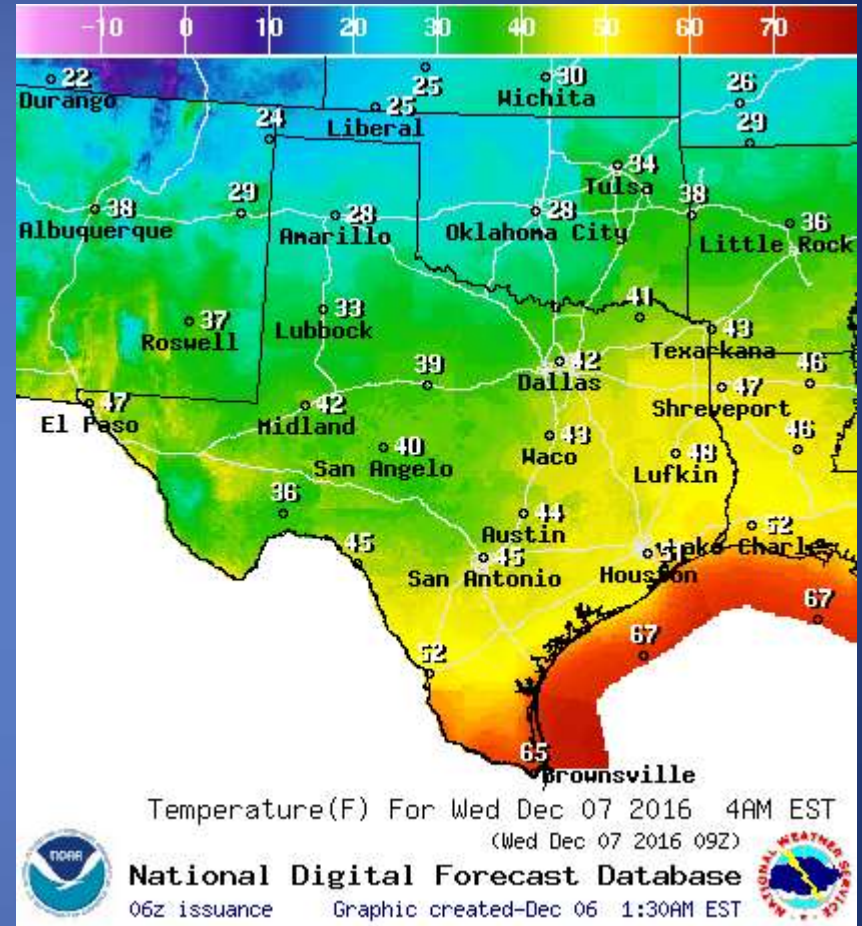 -10 0 10 20 30 40 50 60 70
22
Durango
25
30
Wichita
26
25
Liberal
24
29
34
Tulsa
38
Albuquerque
29
28
Amarillo
28
Oklahoma City
38
36
Little Rock
37
Roswell
33
Lubbock
41
43
Texarkana
39
42
Dallas
47
Shreveport
46
47
El Paso
42
Midland
40
San Angelo
43
Waco
48
Lufkin
46
36
44
Austin
52
Lake Charles
45
45
San Antonio
51
Houston
67
67
52
65
Brownsville
Temperature(F) For Wed Dec 07 2016 4AM EST
(Wed Dec 07 2016 09Z)
NOAA
National Digital Forecast Database
06z issuance Graphic created-Dec 06 1:30AM EST
NATIONAL WEATHER SERVICE